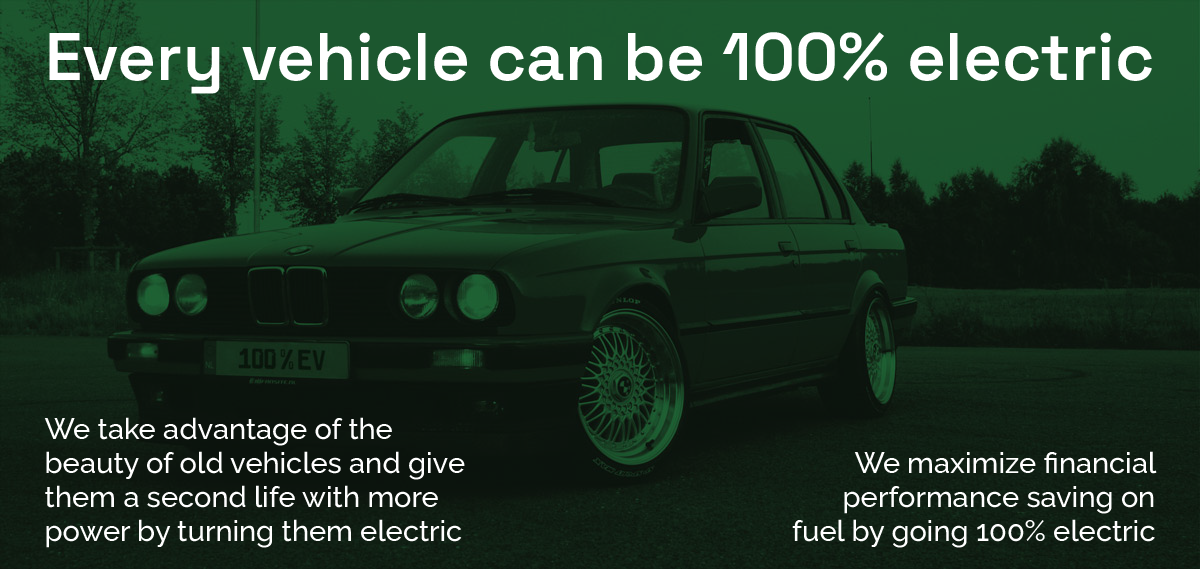 Every vehicle can be 100% electric
100% EV
We take advantage of the
beauty of old vehicles and give
them a second life with more
power by turning them electric
We maximize financial
performance saving on
fuel by going 100% electric